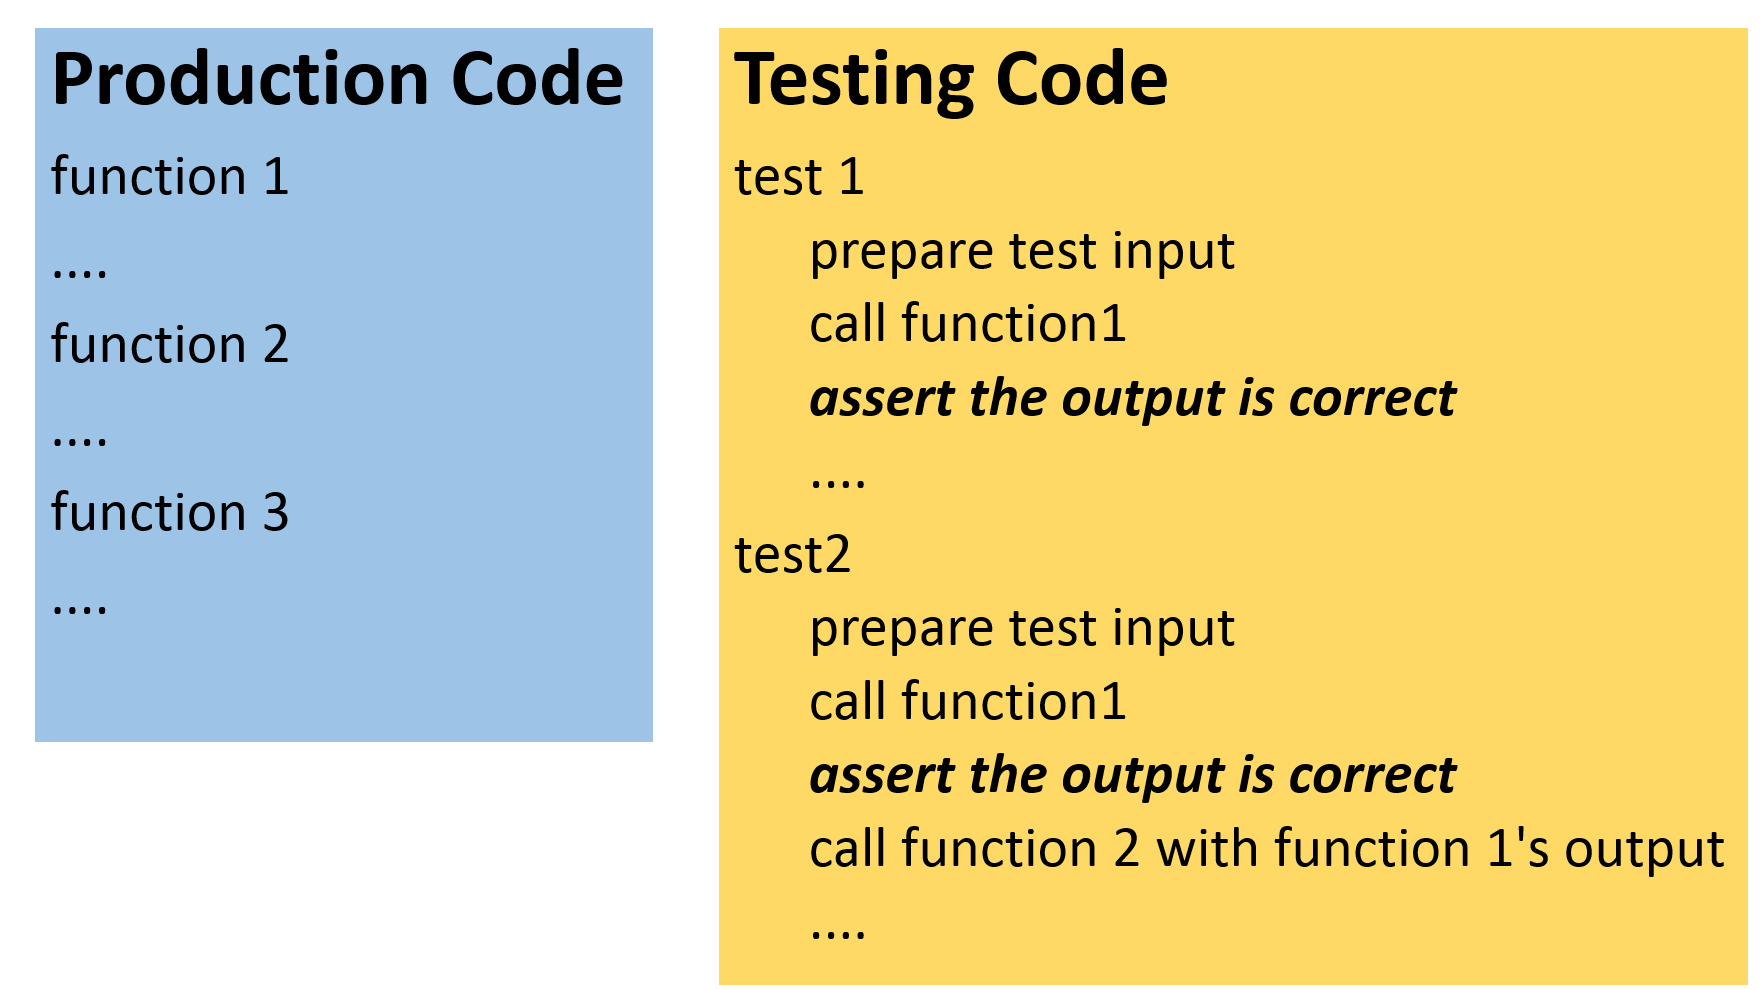 Production Code
function 1
....
function 2
....
function 3
....
Testing Code
test 1
prepare test input
call function1
assert the output is correct
....
test2
prepare test input
call function1
assert the output is correct
call function 2 with function 1's output
....